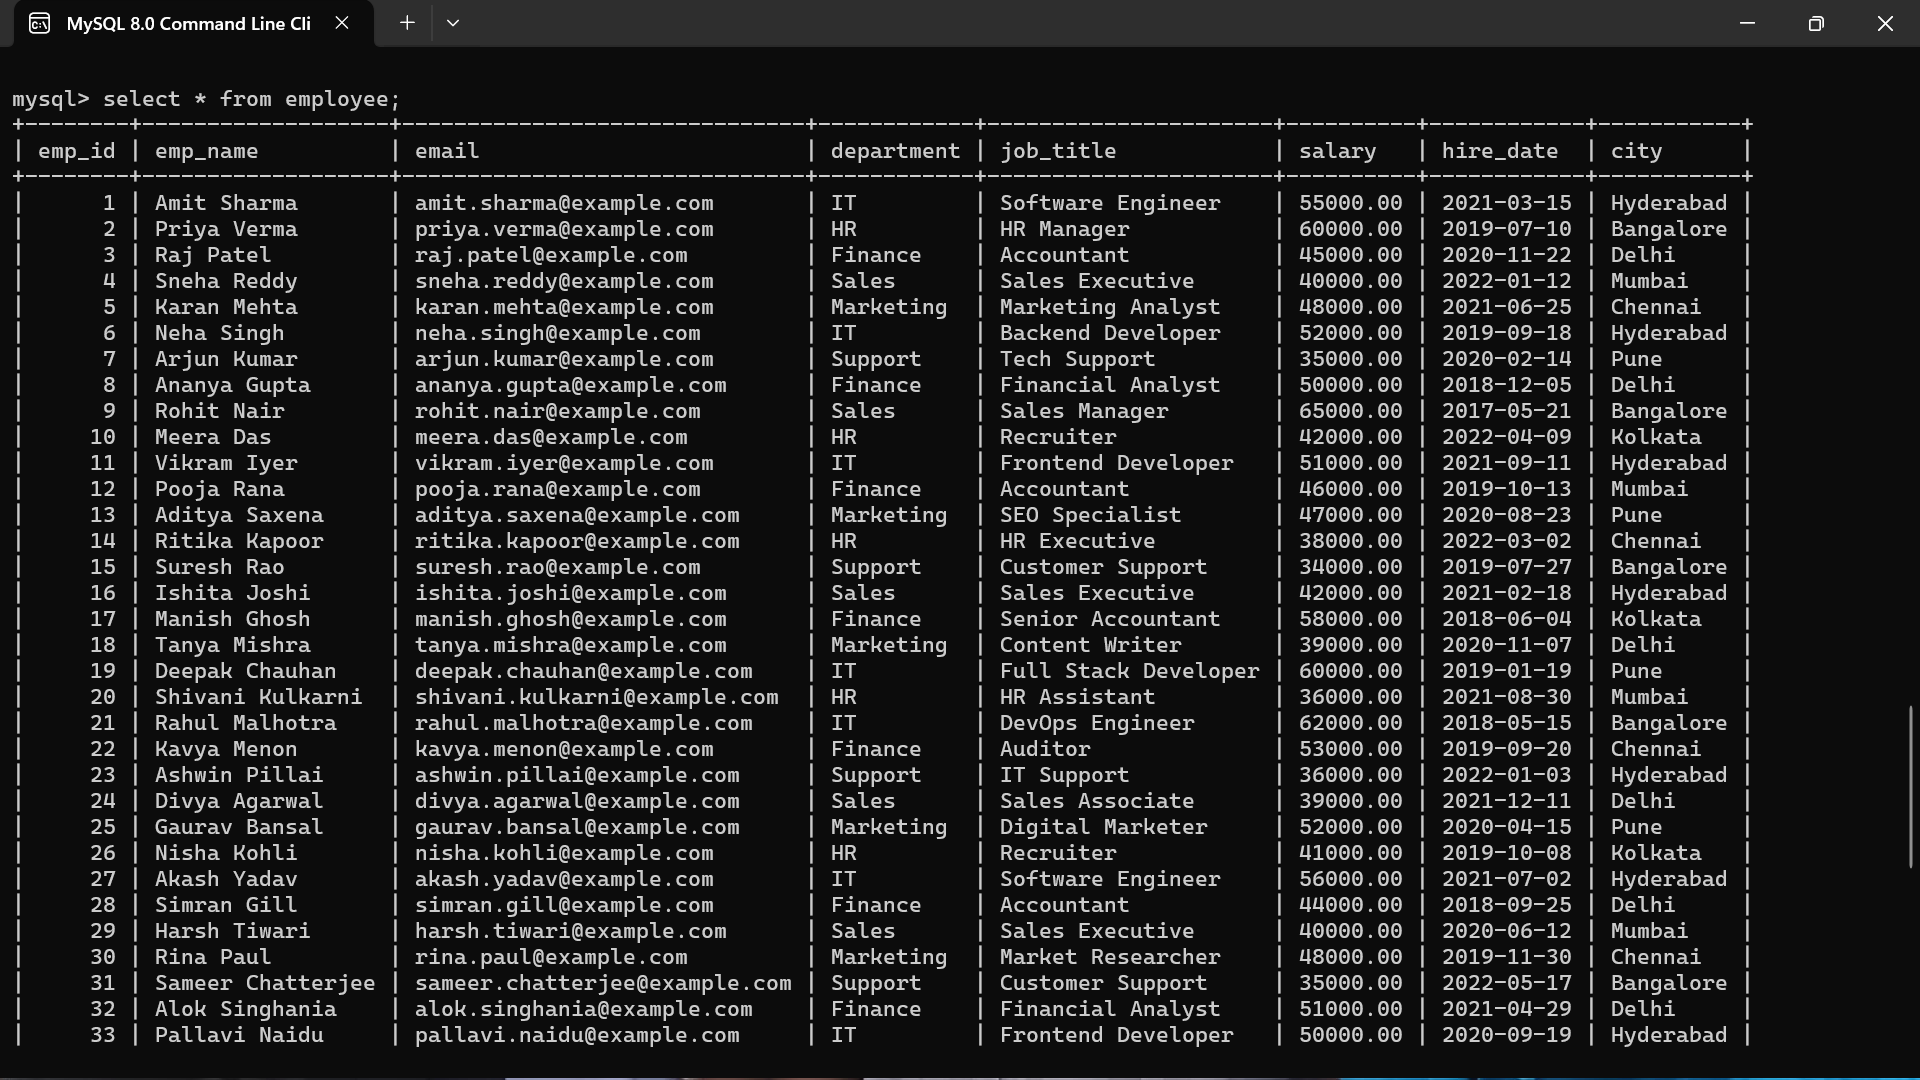 MySQL 8.0 Command Line Cli
mysql> select * from employee;
+--------+-------------------+-------------------------------+------------+----------------------+----------+------------+-----------+
| emp_id | emp_name          | email                         | department | job_title            | salary   | hire_date  | city      |
+--------+-------------------+-------------------------------+------------+----------------------+----------+------------+-----------+
| 1 | Amit Sharma | amit.sharma@example.com | IT | Software Engineer | 55000.00 | 2021-03-15 | Hyderabad |
| 2 | Priya Verma | priya.verma@example.com | HR | HR Manager | 60000.00 | 2019-07-10 | Bangalore |
| 3 | Raj Patel | raj.patel@example.com | Finance | Accountant | 45000.00 | 2020-11-22 | Delhi |
| 4 | Sneha Reddy | sneha.reddy@example.com | Sales | Sales Executive | 40000.00 | 2022-01-12 | Mumbai |
| 5 | Karan Mehta | karan.mehta@example.com | Marketing | Marketing Analyst | 48000.00 | 2021-06-25 | Chennai |
| 6 | Neha Singh | neha.singh@example.com | IT | Backend Developer | 52000.00 | 2019-09-18 | Hyderabad |
| 7 | Arjun Kumar | arjun.kumar@example.com | Support | Tech Support | 35000.00 | 2020-02-14 | Pune |
| 8 | Ananya Gupta | ananya.gupta@example.com | Finance | Financial Analyst | 50000.00 | 2018-12-05 | Delhi |
| 9 | Rohit Nair | rohit.nair@example.com | Sales | Sales Manager | 65000.00 | 2017-05-21 | Bangalore |
| 10 | Meera Das | meera.das@example.com | HR | Recruiter | 42000.00 | 2022-04-09 | Kolkata |
| 11 | Vikram Iyer | vikram.iyer@example.com | IT | Frontend Developer | 51000.00 | 2021-09-11 | Hyderabad |
| 12 | Pooja Rana | pooja.rana@example.com | Finance | Accountant | 46000.00 | 2019-10-13 | Mumbai |
| 13 | Aditya Saxena | aditya.saxena@example.com | Marketing | SEO Specialist | 47000.00 | 2020-08-23 | Pune |
| 14 | Ritika Kapoor | ritika.kapoor@example.com | HR | HR Executive | 38000.00 | 2022-03-02 | Chennai |
| 15 | Suresh Rao | suresh.rao@example.com | Support | Customer Support | 34000.00 | 2019-07-27 | Bangalore |
| 16 | Ishita Joshi | ishita.joshi@example.com | Sales | Sales Executive | 42000.00 | 2021-02-18 | Hyderabad |
| 17 | Manish Ghosh | manish.ghosh@example.com | Finance | Senior Accountant | 58000.00 | 2018-06-04 | Kolkata |
| 18 | Tanya Mishra | tanya.mishra@example.com | Marketing | Content Writer | 39000.00 | 2020-11-07 | Delhi |
| 19 | Deepak Chauhan | deepak.chauhan@example.com | IT | Full Stack Developer | 60000.00 | 2019-01-19 | Pune |
| 20 | Shivani Kulkarni | shivani.kulkarni@example.com | HR | HR Assistant | 36000.00 | 2021-08-30 | Mumbai |
| 21 | Rahul Malhotra | rahul.malhotra@example.com | IT | DevOps Engineer | 62000.00 | 2018-05-15 | Bangalore |
| 22 | Kavya Menon | kavya.menon@example.com | Finance | Auditor | 53000.00 | 2019-09-20 | Chennai |
| 23 | Ashwin Pillai | ashwin.pillai@example.com | Support | IT Support | 36000.00 | 2022-01-03 | Hyderabad |
| 24 | Divya Agarwal | divya.agarwal@example.com | Sales | Sales Associate | 39000.00 | 2021-12-11 | Delhi |
| 25 | Gaurav Bansal | gaurav.bansal@example.com | Marketing | Digital Marketer | 52000.00 | 2020-04-15 | Pune |
| 26 | Nisha Kohli | nisha.kohli@example.com | HR | Recruiter | 41000.00 | 2019-10-08 | Kolkata |
| 27 | Akash Yadav | akash.yadav@example.com | IT | Software Engineer | 56000.00 | 2021-07-02 | Hyderabad |
| 28 | Simran Gill | simran.gill@example.com | Finance | Accountant | 44000.00 | 2018-09-25 | Delhi |
| 29 | Harsh Tiwari | harsh.tiwari@example.com | Sales | Sales Executive | 40000.00 | 2020-06-12 | Mumbai |
| 30 | Rina Paul | rina.paul@example.com | Marketing | Market Researcher | 48000.00 | 2019-11-30 | Chennai |
| 31 | Sameer Chatterjee | sameer.chatterjee@example.com | Support | Customer Support | 35000.00 | 2022-05-17 | Bangalore |
| 32 | Alok Singhania | alok.singhania@example.com | Finance | Financial Analyst | 51000.00 | 2021-04-29 | Delhi |
| 33 | Pallavi Naidu | pallavi.naidu@example.com | IT | Frontend Developer | 50000.00 | 2020-09-19 | Hyderabad |